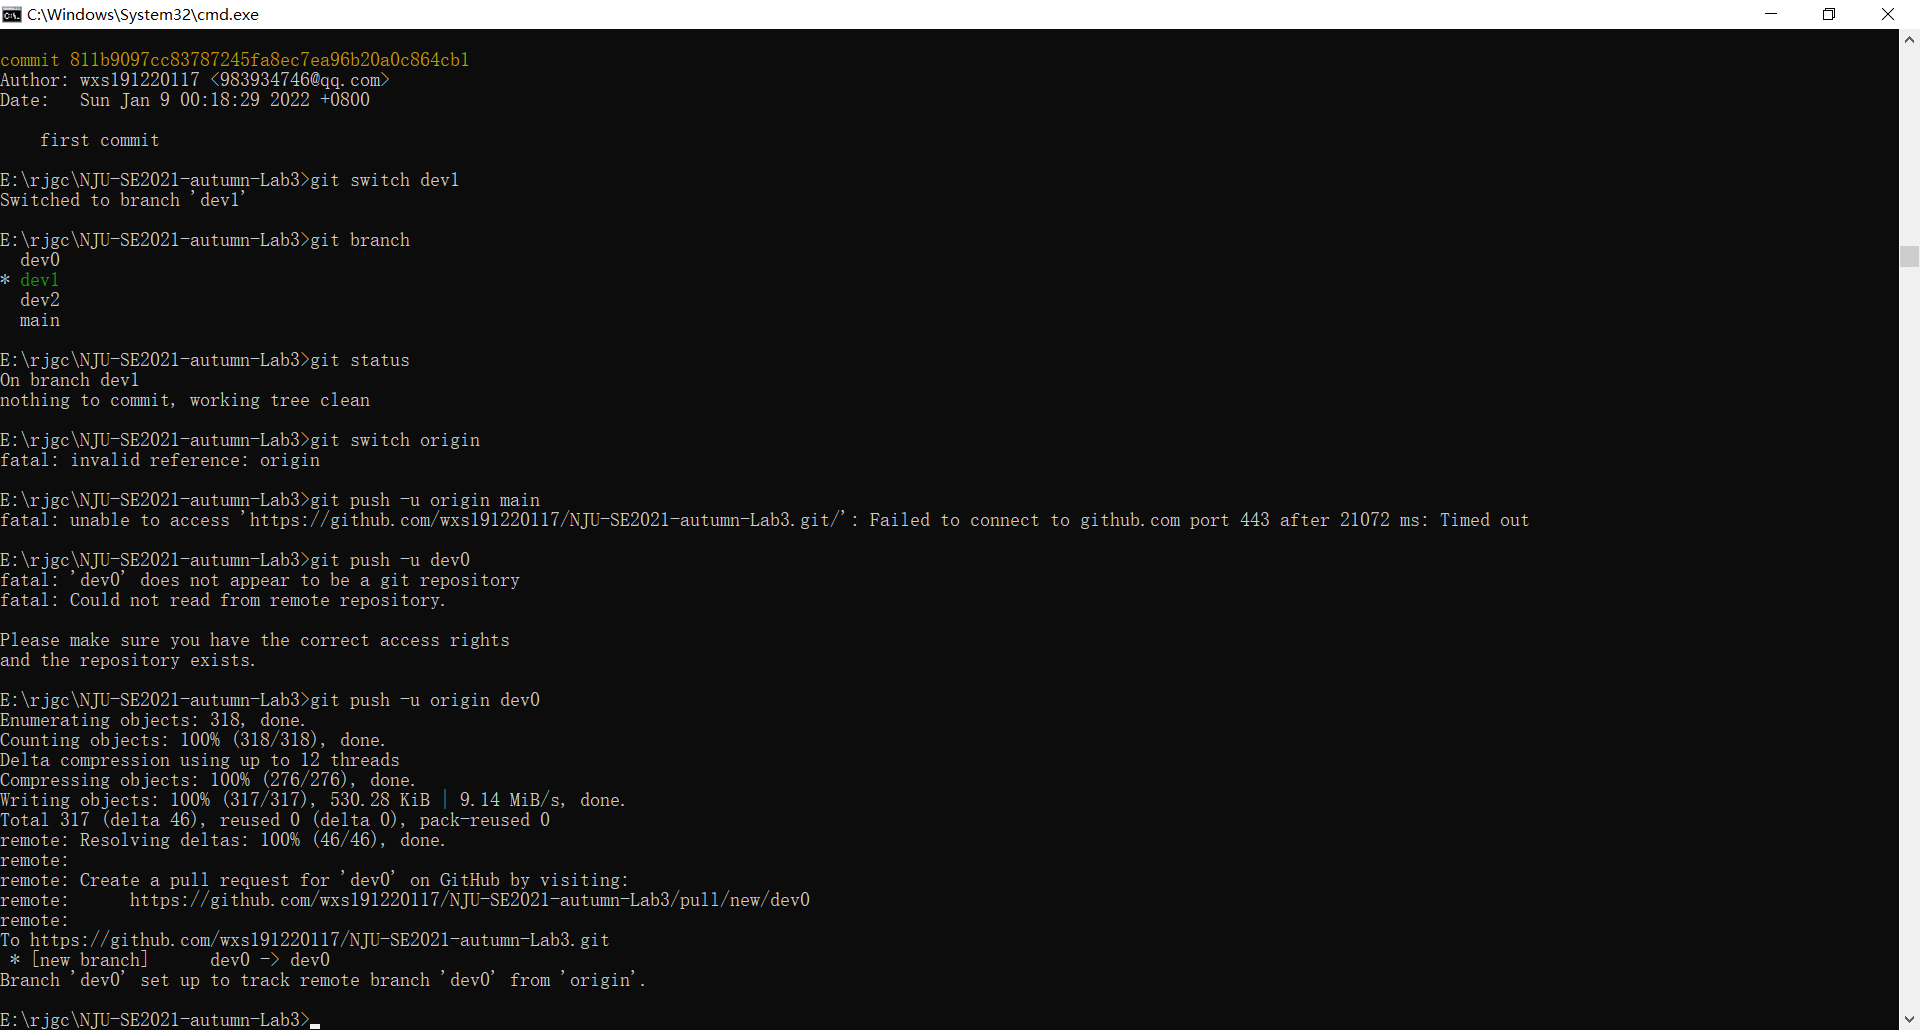 C:\Windows\System32\cmd.exe
commit 811b9097cc83787245fa8ec7ea96b20a0c864cb1
Author: wxs191220117 <983934746@qq.com>
Date:   Sun Jan 9 00:18:29 2022 +0800
    first commit
E:\rjgc\NJU-SE2021-autumn-Lab3>git switch dev1
Switched to branch 'dev1'
E:\rjgc\NJU-SE2021-autumn-Lab3>git branch
  dev0
* dev1
  dev2
  main
E:\rjgc\NJU-SE2021-autumn-Lab3>git status
On branch dev1
nothing to commit, working tree clean
E:\rjgc\NJU-SE2021-autumn-Lab3>git switch origin
fatal: invalid reference: origin
E:\rjgc\NJU-SE2021-autumn-Lab3>git push -u origin main
fatal: unable to access 'https://github.com/wxs191220117/NJU-SE2021-autumn-Lab3.git/': Failed to connect to github.com port 443 after 21072 ms: Timed out
E:\rjgc\NJU-SE2021-autumn-Lab3>git push -u dev0
fatal: 'dev0' does not appear to be a git repository
fatal: Could not read from remote repository.
Please make sure you have the correct access rights
and the repository exists.
E:\rjgc\NJU-SE2021-autumn-Lab3>git push -u origin dev0
Enumerating objects: 318, done.
Counting objects: 100% (318/318), done.
Delta compression using up to 12 threads
Compressing objects: 100% (276/276), done.
Writing objects: 100% (317/317), 530.28 KiB | 9.14 MiB/s, done.
Total 317 (delta 46), reused 0 (delta 0), pack-reused 0
remote: Resolving deltas: 100% (46/46), done.
remote:
remote: Create a pull request for 'dev0' on GitHub by visiting:
remote:      https://github.com/wxs191220117/NJU-SE2021-autumn-Lab3/pull/new/dev0
remote:
To https://github.com/wxs191220117/NJU-SE2021-autumn-Lab3.git
 * [new branch]      dev0 -> dev0
Branch 'dev0' set up to track remote branch 'dev0' from 'origin'.
E:\rjgc\NJU-SE2021-autumn-Lab3>